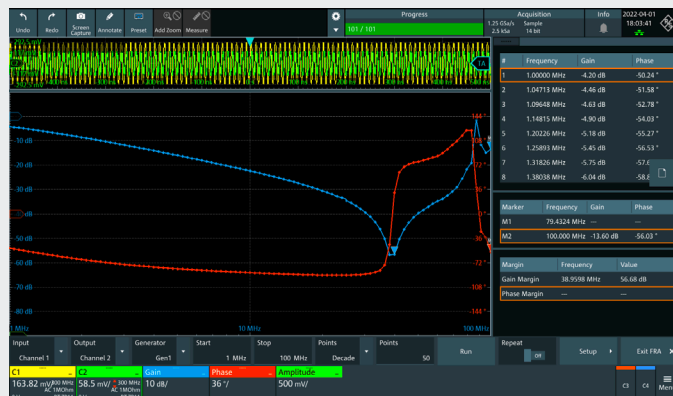 Undo
Redo
Screen Capture
Annotate
Preset
Add Zoom
Measure
Progress
101 / 101
Acquisition
1.25 GSa/s Sample
2.5 kSa 14 bit
Info
2022-04-01
18:03:41
1A
# Frequency Gain Phase
1 1.00000 MHz -4.20 dB -50.24 °
2 1.04713 MHz -4.46 dB -51.58 °
3 1.09648 MHz -4.63 dB -52.78 °
4 1.14815 MHz -4.90 dB -54.03 °
5 1.20226 MHz -5.18 dB -55.27 °
6 1.25893 MHz -5.45 dB -56.53 °
7 1.31826 MHz -5.75 dB
8 1.38038 MHz -6.04 dB
Marker Frequency Gain Phase
M1 79.4324 MHz — —
M2 100.000 MHz -13.60 dB -56.03 °
Margin Frequency Value
Gain Margin 38.9598 MHz 56.68 dB
Phase Margin — —
144 °
-10 dB
108 °
-20 dB
72 °
-30 dB
36 °
0 °
-50 dB
-36 °
-60 dB
-72 °
-70 dB
-108 °
-80 dB
-144 °
1 MHz
10 MHz
100 MHz
Input
Channel 1
Output
Channel 2
Generator
Gen1
Start
1 MHz
Stop
100 MHz
Points
Decade
Points
50
Run
Repeat
Off
Setup
Exit FRA
C1
163.82 mV/
AC 1MOhm
C2
58.5 mV/
AC 1MOhm
Gain
10 dB/
Phase
36 °/
Amplitude
500 mV/
C3
C4
Menu